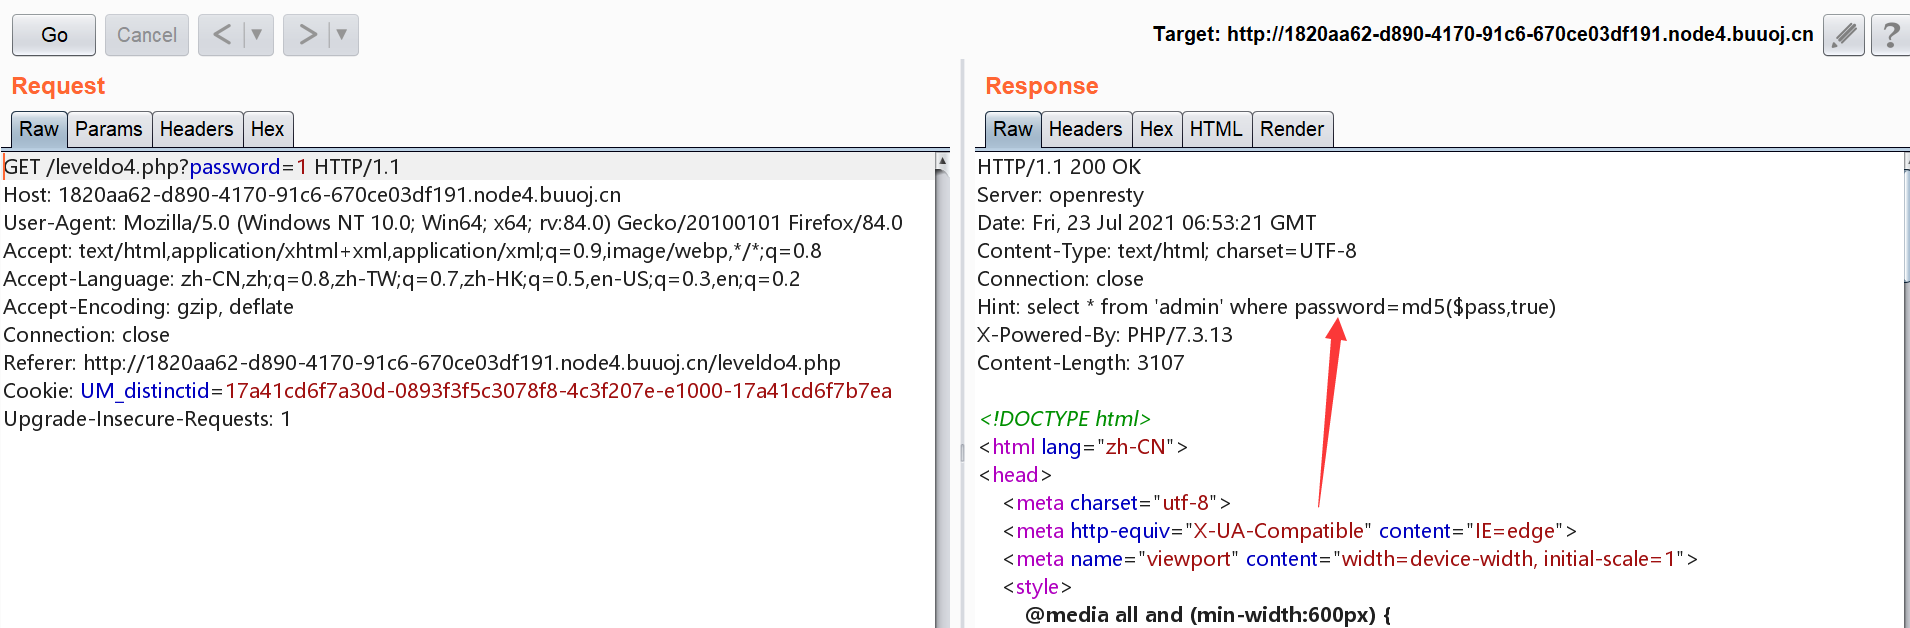 Go Cancel < ▼ > ▼ Target: http://1820aa62-d890-4170-91c6-670ce03df191.node4.buuoj.cn ?
Request
Raw Params Headers Hex
GET /leveldo4.php?password=1 HTTP/1.1
Host: 1820aa62-d890-4170-91c6-670ce03df191.node4.buuoj.cn
User-Agent: Mozilla/5.0 (Windows NT 10.0; Win64; x64; rv:84.0) Gecko/20100101 Firefox/84.0
Accept: text/html,application/xhtml+xml,application/xml;q=0.9,image/webp,*/*;q=0.8
Accept-Language: zh-CN,zh;q=0.8,zh-TW;q=0.7,zh-HK;q=0.5,en-US;q=0.3,en;q=0.2
Accept-Encoding: gzip, deflate
Connection: close
Referer: http://1820aa62-d890-4170-91c6-670ce03df191.node4.buuoj.cn/leveldo4.php
Cookie: UM_distinctid=17a41cd6f7a30d-0893f3f5c3078f8-4c3f207e-e1000-17a41cd6f7b7ea
Upgrade-Insecure-Requests: 1
Response
Raw Headers Hex HTML Render
HTTP/1.1 200 OK
Server: openresty
Date: Fri, 23 Jul 2021 06:53:21 GMT
Content-Type: text/html; charset=UTF-8
Connection: close
Hint: select * from 'admin' where password=md5($pass,true)
X-Powered-By: PHP/7.3.13
Content-Length: 3107
<!DOCTYPE html>
<html lang="zh-CN">
<head>
<meta charset="utf-8">
<meta http-equiv="X-UA-Compatible" content="IE=edge">
<meta name="viewport" content="width=device-width, initial-scale=1">
<style>
@media all and (min-width:600px) {